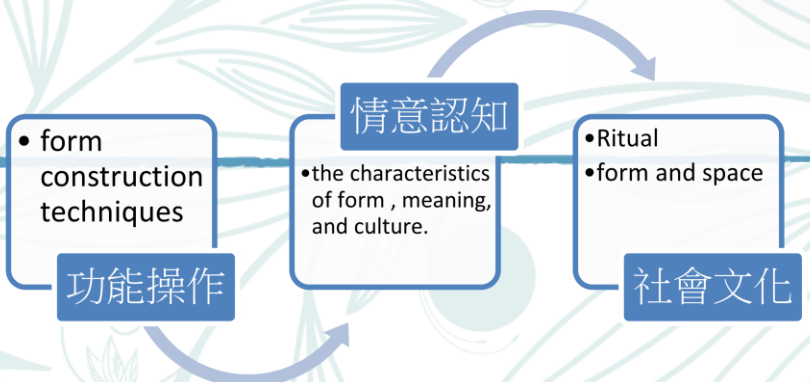 • form
construction
techniques
功能操作
情意認知
•the characteristics
of form , meaning,
and culture.
•Ritual
•form and space
社會文化